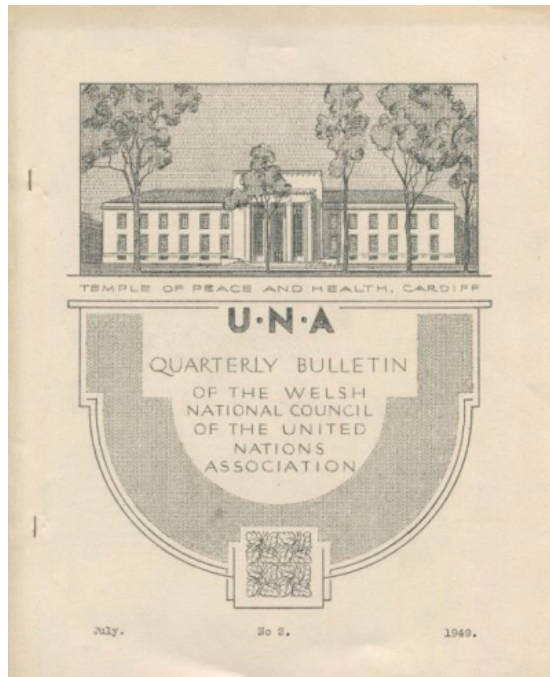 TEMPLE OF PEACE AND HEALTH, CARDIFF
U·N·A
QUARTERLY BULLETIN
OF THE WELSH
NATIONAL COUNCIL
OF THE UNITED
NATIONS
ASSOCIATION
July. No 2. 1949.